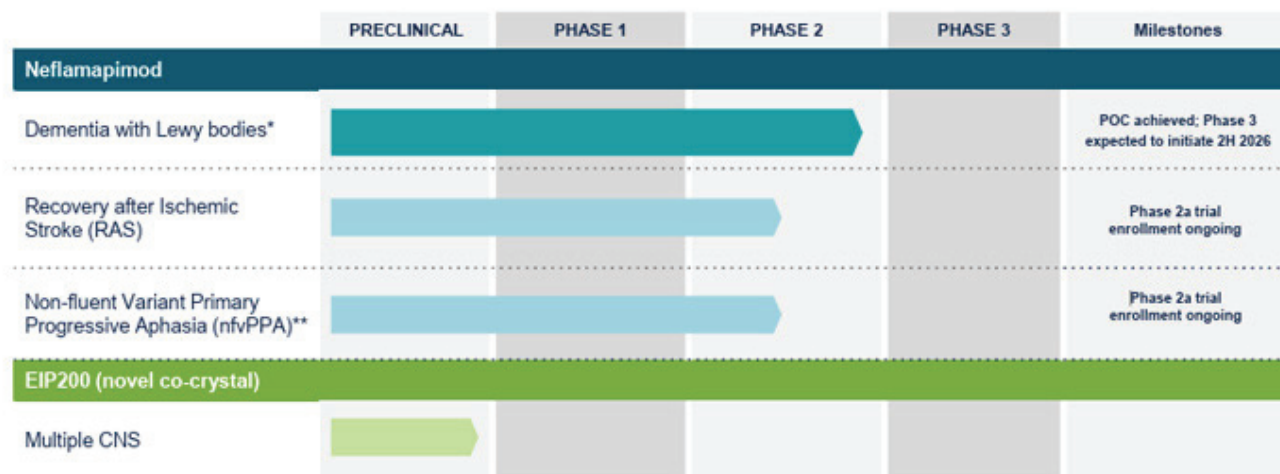 PRECLINICAL PHASE 1 PHASE 2 PHASE 3 Milestones
Neflamapimod
Dementia with Lewy bodies*
POC achieved; Phase 3
expected to initiate 2H 2026
Recovery after Ischemic
Stroke (RAS)
Phase 2a trial
enrollment ongoing
Non-fluent Variant Primary
Progressive Aphasia (nfvPPA)**
Phase 2a trial
enrollment ongoing
EIP200 (novel co-crystal)
Multiple CNS